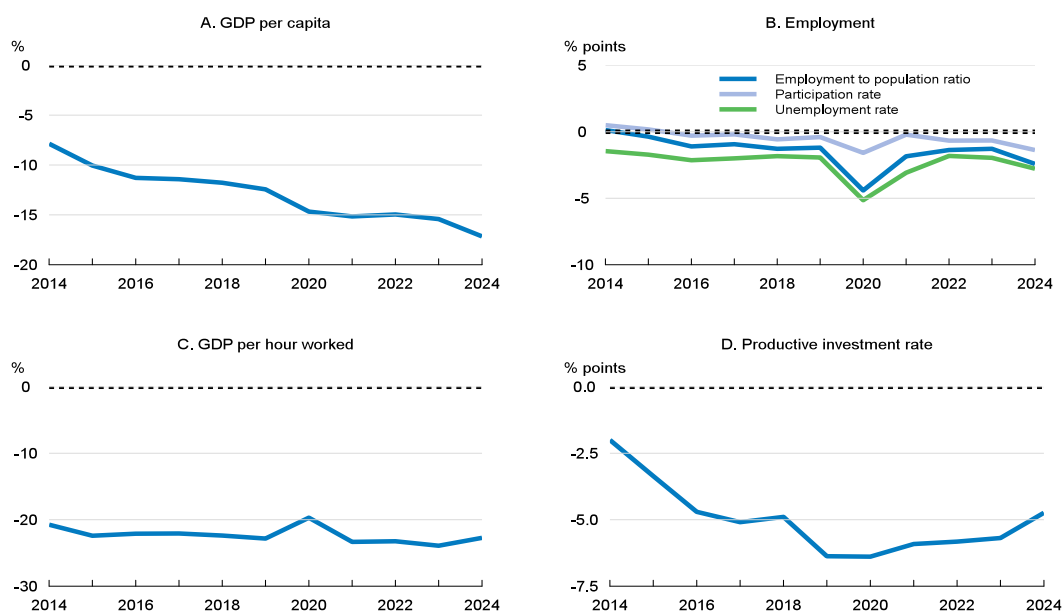 A. GDP per capita
%
0
-5
-10
-15
-20
2014 2016 2018 2020 2022 2024
B. Employment
% points
5
0
-5
-10
Employment to population ratio
Participation rate
Unemployment rate
2014 2016 2018 2020 2022 2024
C. GDP per hour worked
%
0
-10
-20
-30
2014 2016 2018 2020 2022 2024
D. Productive investment rate
% points
0.0
-2.5
-5.0
-7.5
2014 2016 2018 2020 2022 2024